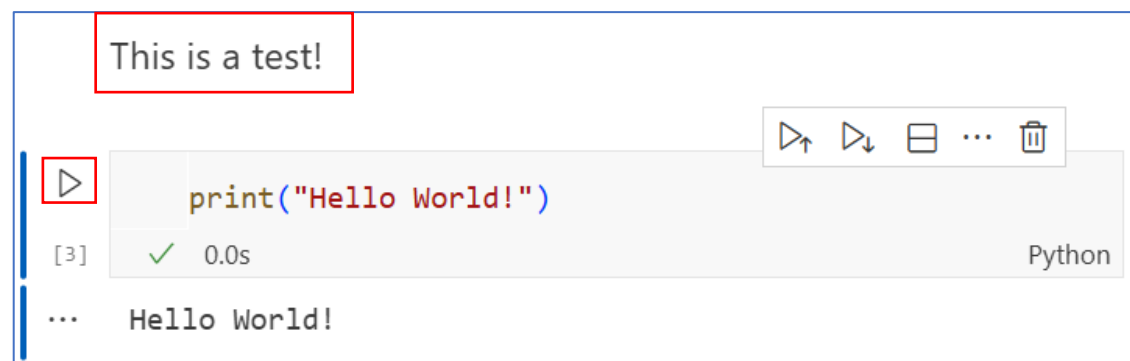 This is a test!
print("Hello World!")
[3] 0.0s Python
... Hello World!